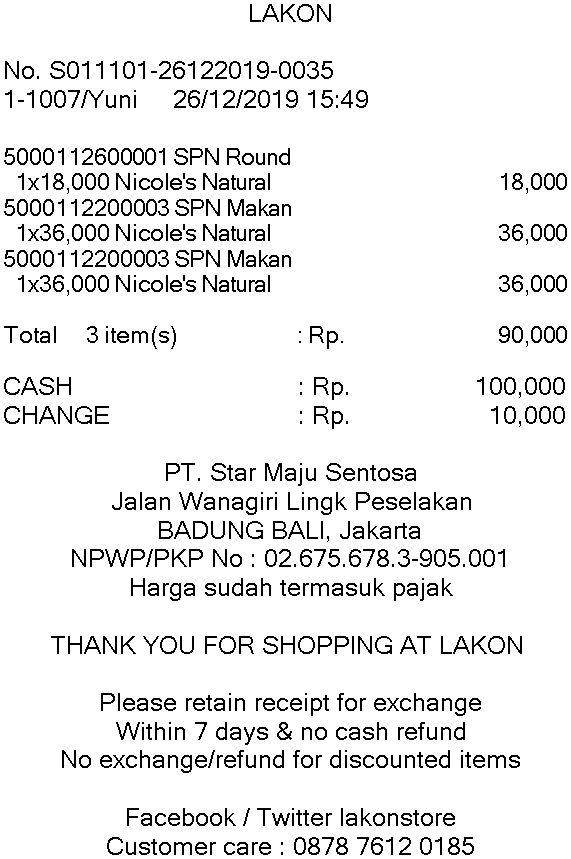 LAKON
No. S011101-26122019-0035
1-1007/Yuni 26/12/2019 15:49
5000112600001 SPN Round
1x18,000 Nicole's Natural 18,000
5000112200003 SPN Makan
1x36,000 Nicole's Natural 36,000
5000112200003 SPN Makan
1x36,000 Nicole's Natural 36,000
Total 3 item(s) : Rp. 90,000
CASH : Rp. 100,000
CHANGE : Rp. 10,000
PT. Star Maju Sentosa
Jalan Wanagiri Lingk Peselakan
BADUNG BALI, Jakarta
NPWP/PKP No : 02.675.678.3-905.001
Harga sudah termasuk pajak
THANK YOU FOR SHOPPING AT LAKON
Please retain receipt for exchange
Within 7 days & no cash refund
No exchange/refund for discounted items
Facebook / Twitter lakonstore
Customer care : 0878 7612 0185